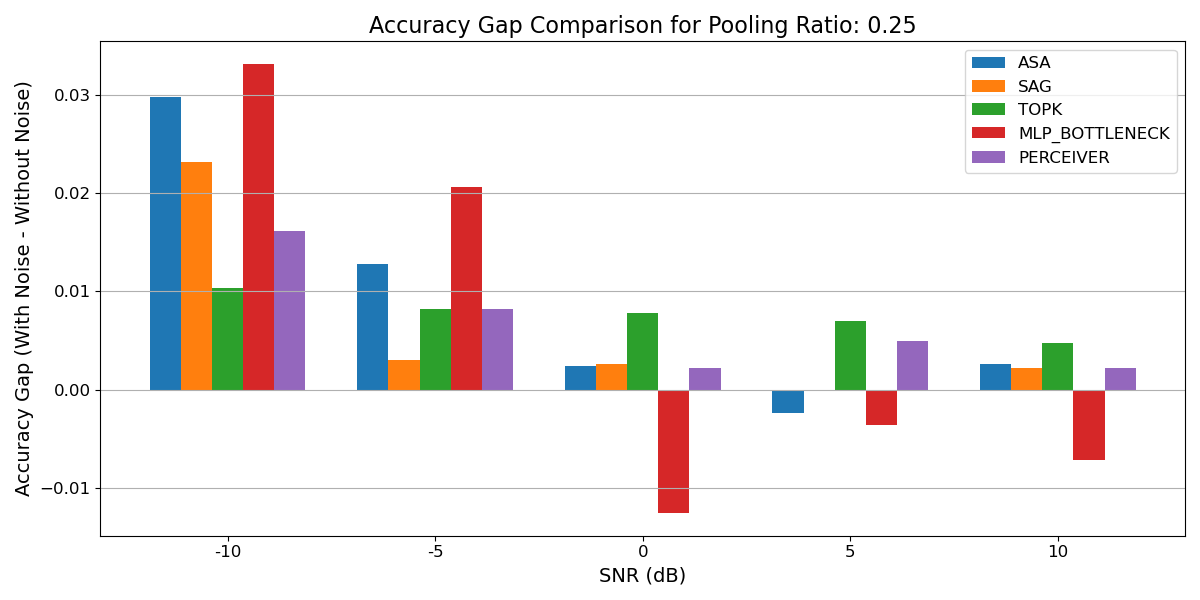 Accuracy Gap Comparison for Pooling Ratio: 0.25
Accuracy Gap (With Noise - Without Noise)
0.03
0.02
0.01
0.00
−0.01
ASA
SAG
TOPK
MLP_BOTTLENECK
PERCEIVER
-10
-5
0
5
10
SNR (dB)